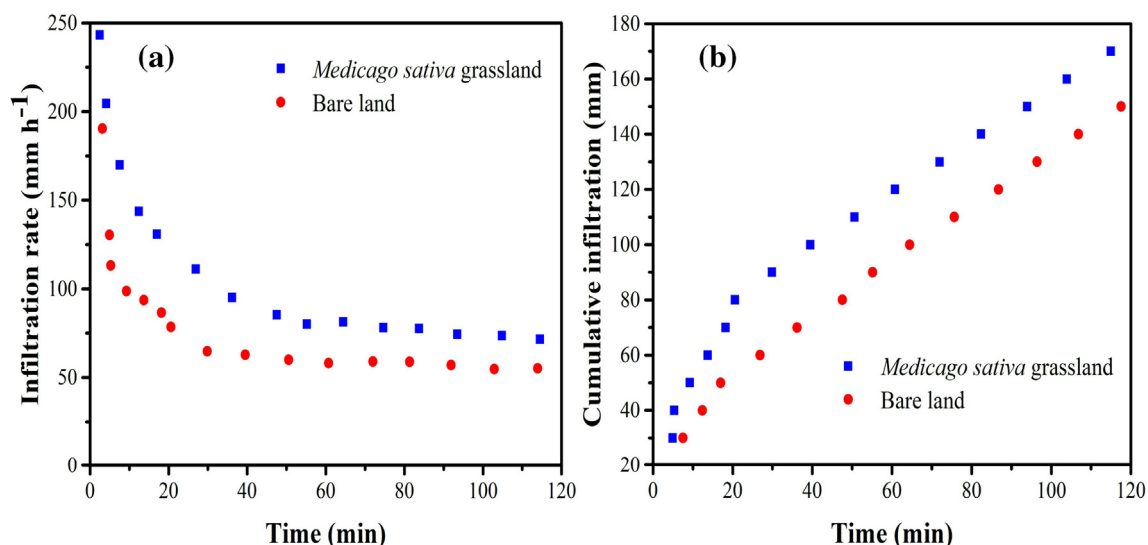 (a)
Medicago sativa grassland
Bare land
Infiltration rate (mm h⁻¹)
250
200
150
100
50
0
0 20 40 60 80 100 120
Time (min)
(b)
Medicago sativa grassland
Bare land
Cumulative infiltration (mm)
180
160
140
120
100
80
60
40
20
0 20 40 60 80 100 120
Time (min)